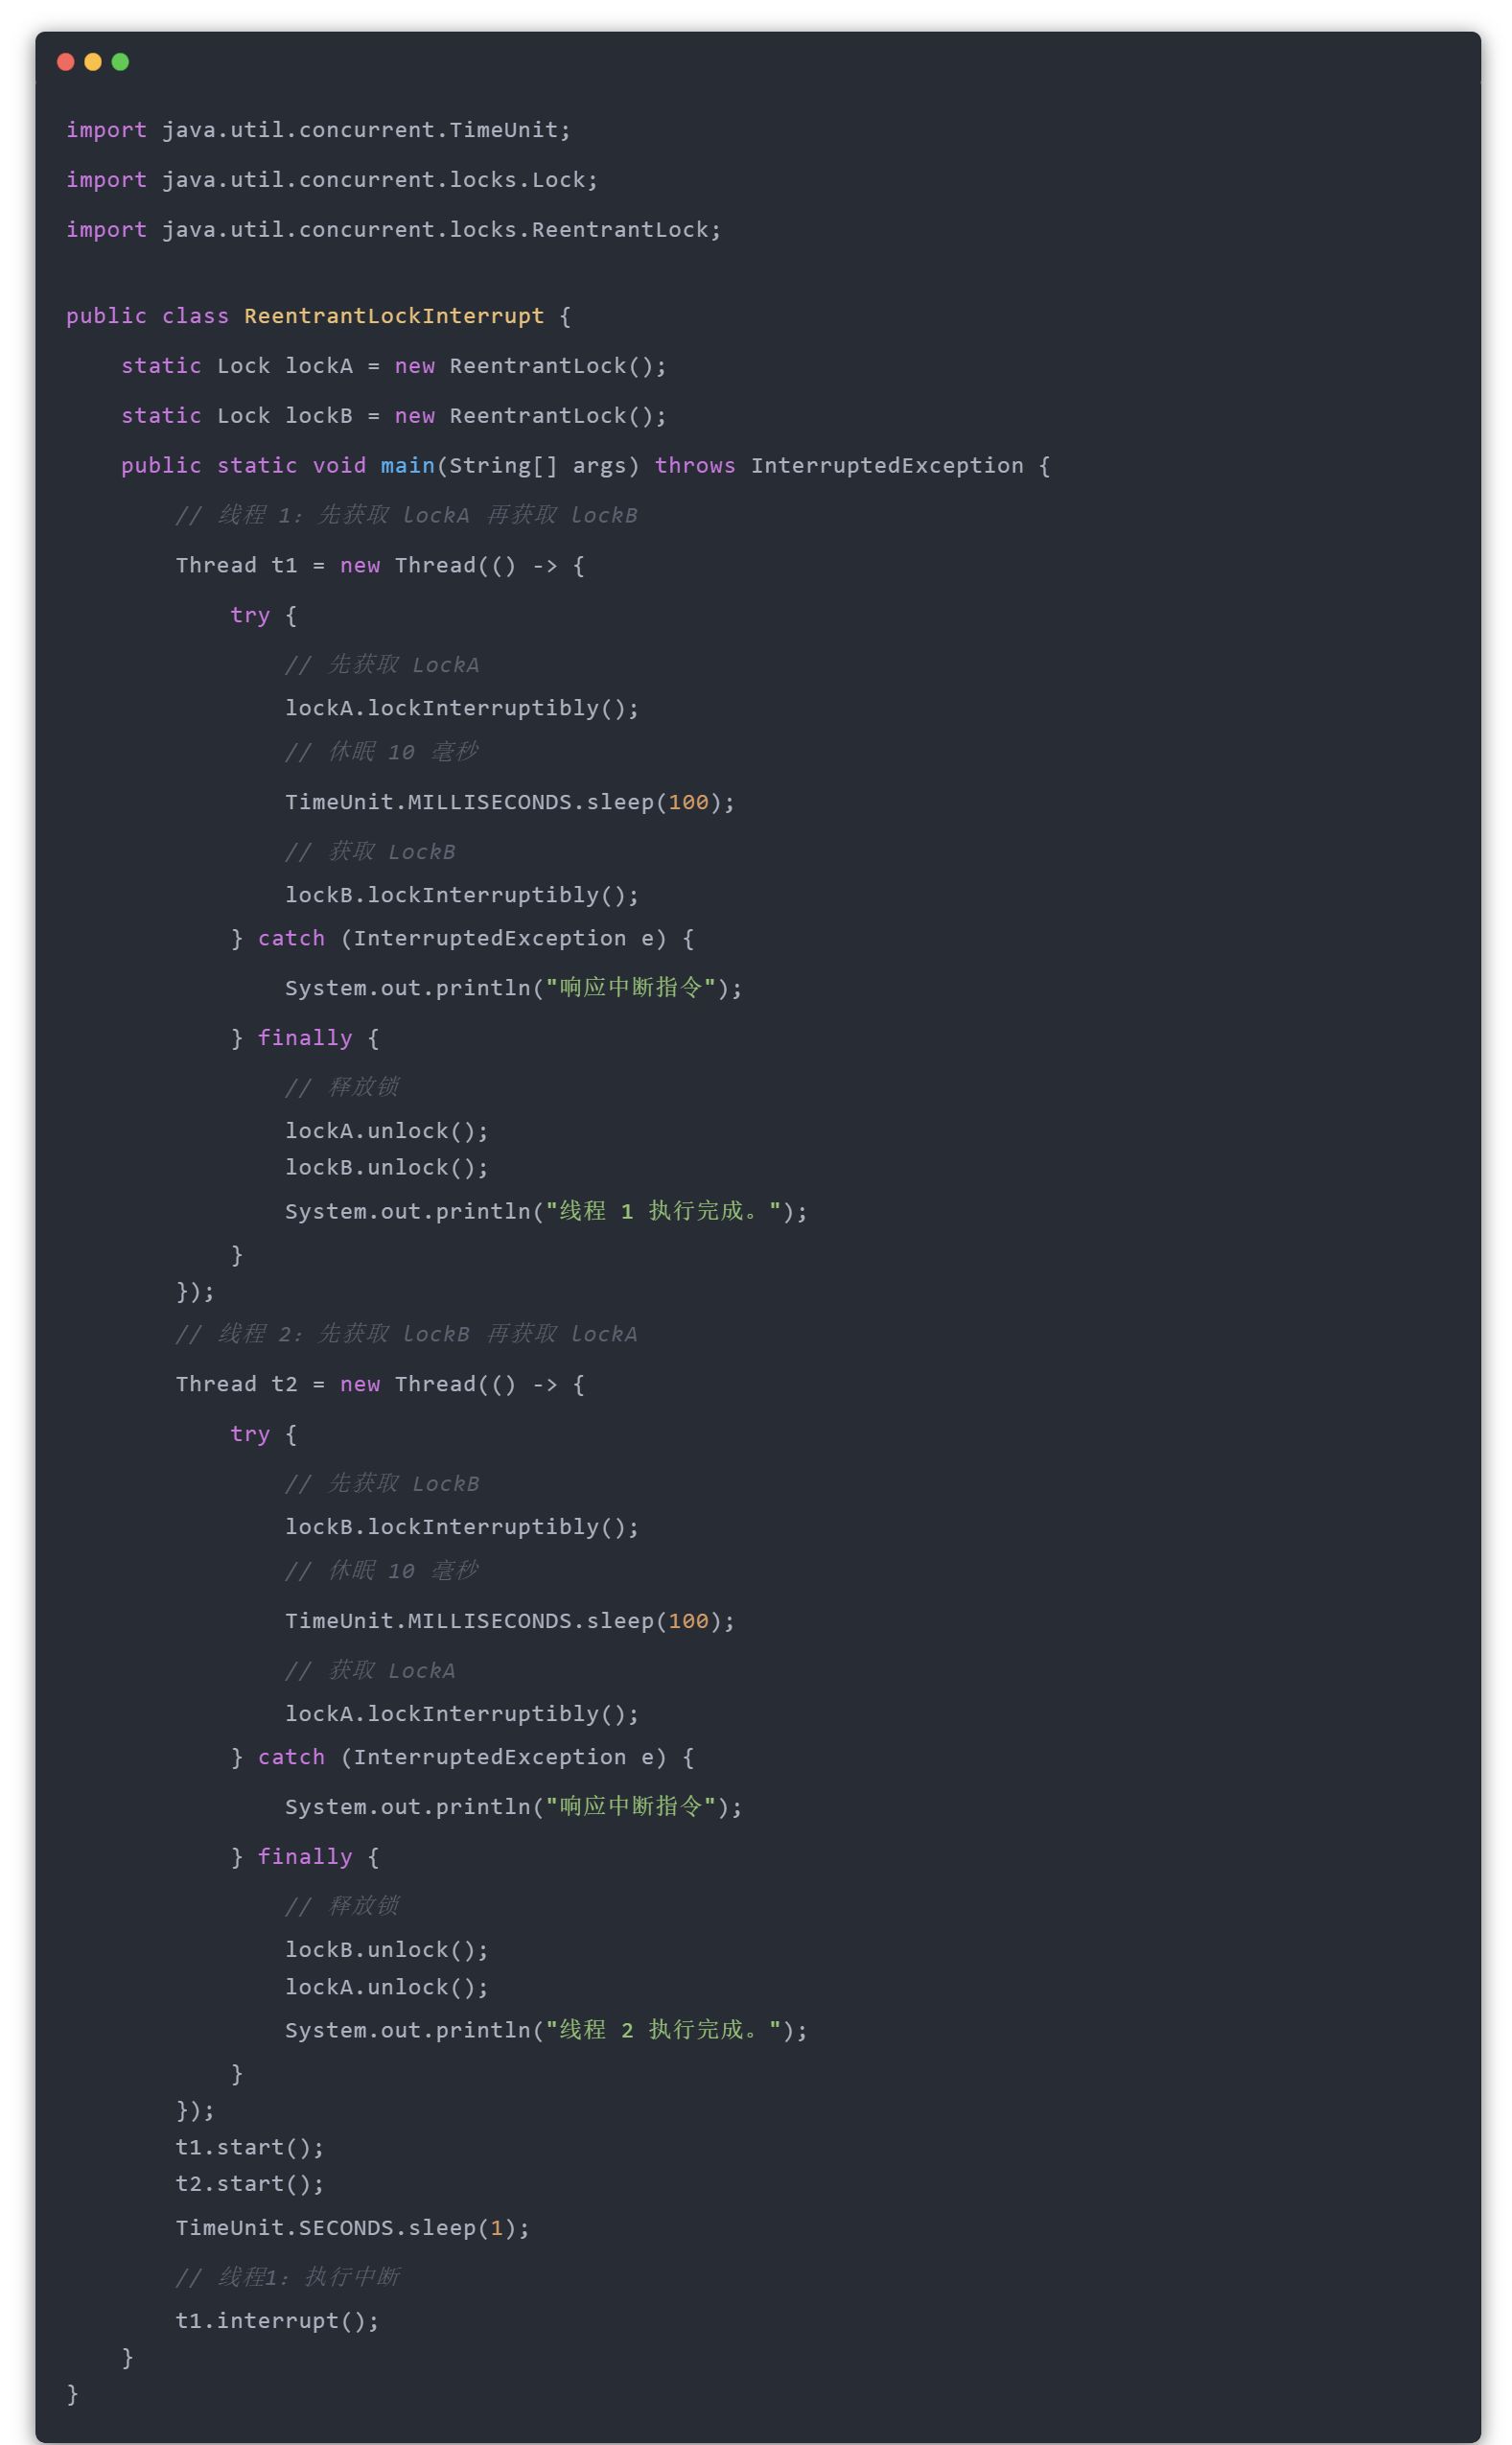 import java.util.concurrent.TimeUnit;
import java.util.concurrent.locks.Lock;
import java.util.concurrent.locks.ReentrantLock;

public class ReentrantLockInterrupt {
    static Lock lockA = new ReentrantLock();
    static Lock lockB = new ReentrantLock();
    public static void main(String[] args) throws InterruptedException {
        // 线程 1：先获取 lockA 再获取 lockB
        Thread t1 = new Thread(() -> {
            try {
                // 先获取 LockA
                lockA.lockInterruptibly();
                // 休眠 10 毫秒
                TimeUnit.MILLISECONDS.sleep(100);
                // 获取 LockB
                lockB.lockInterruptibly();
            } catch (InterruptedException e) {
                System.out.println("响应中断指令");
            } finally {
                // 释放锁
                lockA.unlock();
                lockB.unlock();
                System.out.println("线程 1 执行完成。");
            }
        });
        // 线程 2：先获取 lockB 再获取 lockA
        Thread t2 = new Thread(() -> {
            try {
                // 先获取 LockB
                lockB.lockInterruptibly();
                // 休眠 10 毫秒
                TimeUnit.MILLISECONDS.sleep(100);
                // 获取 LockA
                lockA.lockInterruptibly();
            } catch (InterruptedException e) {
                System.out.println("响应中断指令");
            } finally {
                // 释放锁
                lockB.unlock();
                lockA.unlock();
                System.out.println("线程 2 执行完成。");
            }
        });
        t1.start();
        t2.start();
        TimeUnit.SECONDS.sleep(1);
        // 线程1：执行中断
        t1.interrupt();
    }
}